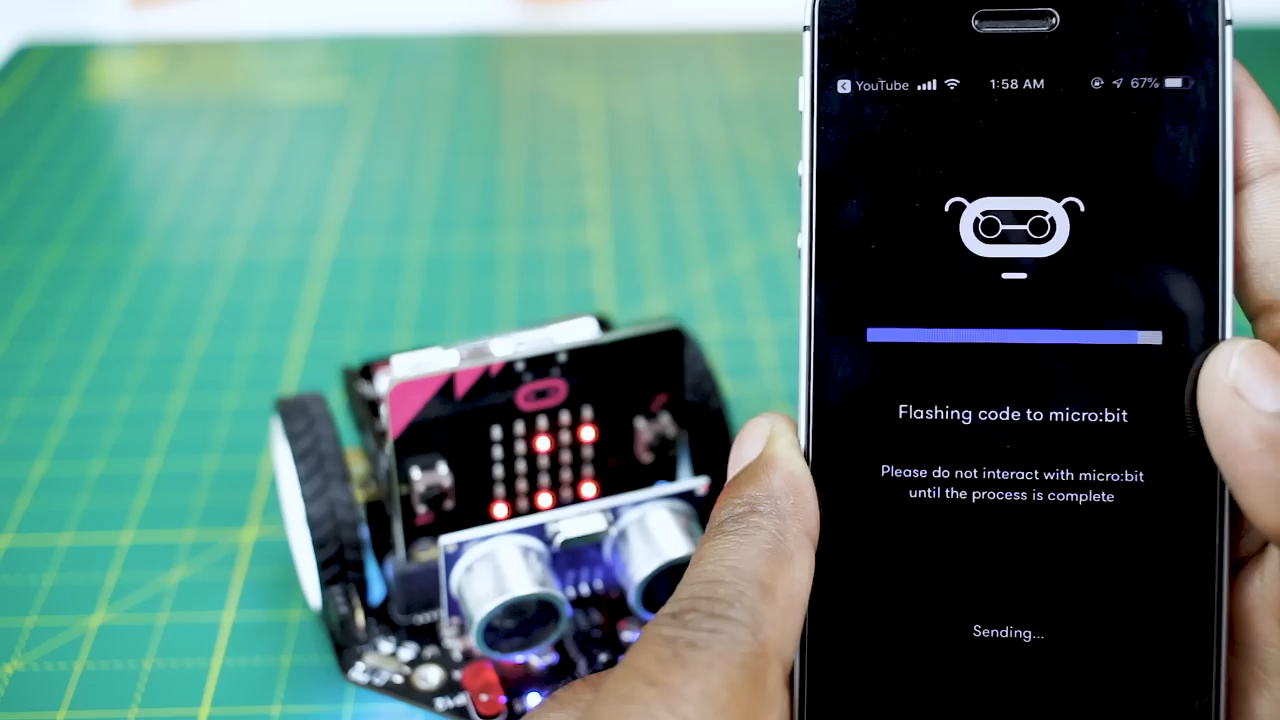 YouTube 1:58 AM 67%
Flashing code to micro:bit
Please do not interact with micro:bit
until the process is complete
Sending...